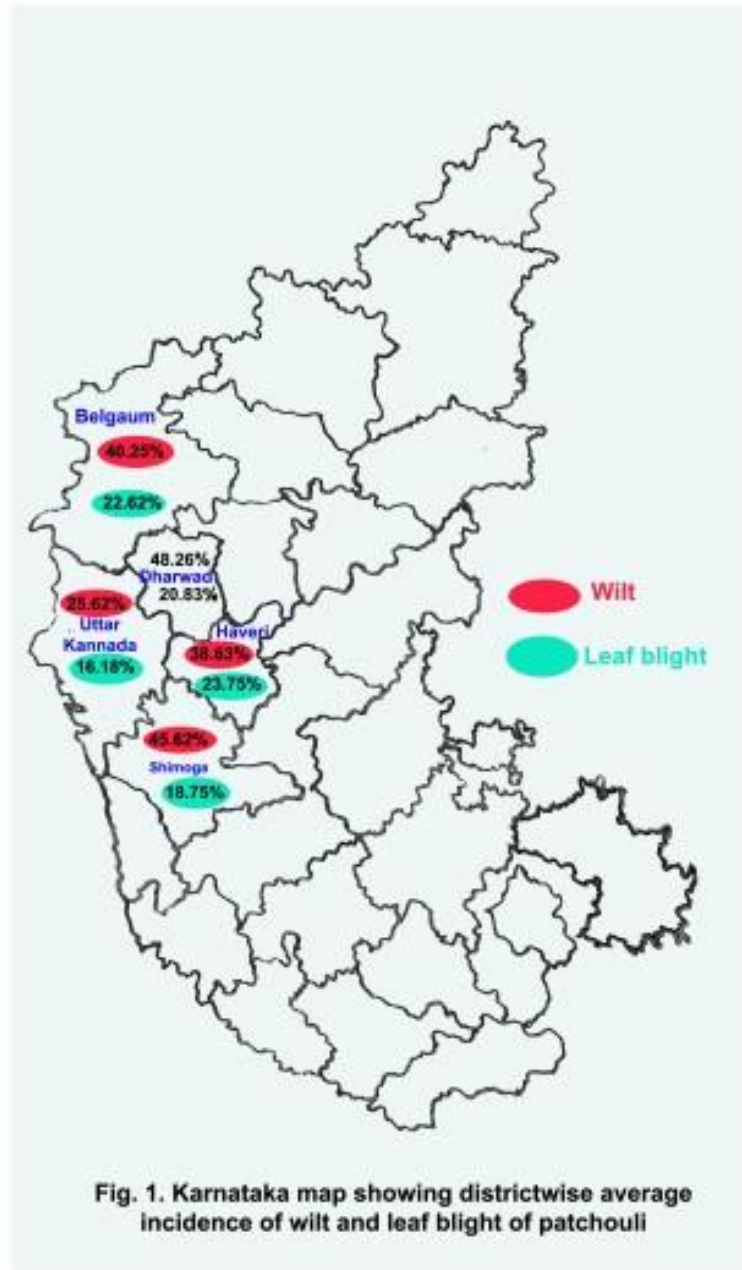 Belgaum
40.25%
22.62%
48.26%
Dharwad
20.83%
25.62%
Uttar
Kannada
16.18%
Haveri
38.63%
23.75%
45.62%
Shimoga
18.75%
Wilt
Leaf blight
Fig. 1. Karnataka map showing districtwise average
incidence of wilt and leaf blight of patchouli